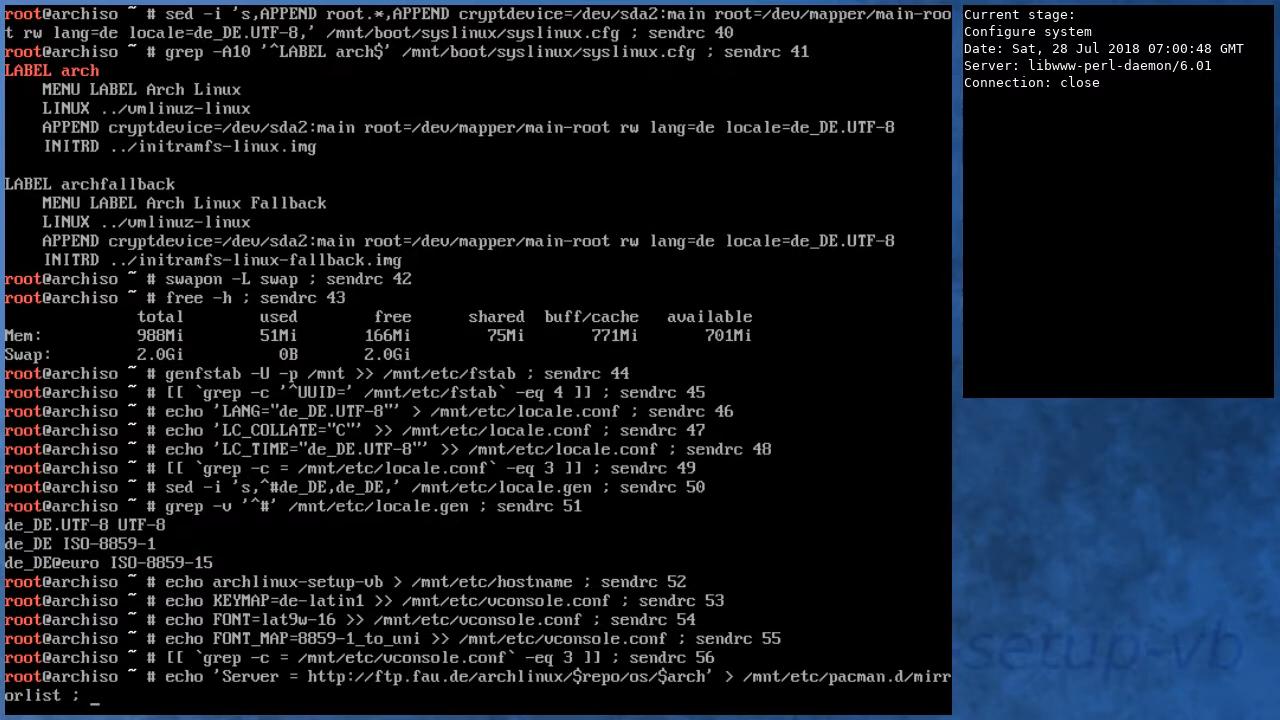 root@archiso ~ # sed -i 's,APPEND root.*,APPEND cryptdevice=/dev/sda2:main root=/dev/mapper/main-roo
t rw lang=de locale=de_DE.UTF-8,' /mnt/boot/syslinux/syslinux.cfg ; sendrc 40
root@archiso ~ # grep -A10 '^LABEL arch$' /mnt/boot/syslinux/syslinux.cfg ; sendrc 41
LABEL arch
    MENU LABEL Arch Linux
    LINUX ../vmlinuz-linux
    APPEND cryptdevice=/dev/sda2:main root=/dev/mapper/main-root rw lang=de locale=de_DE.UTF-8
    INITRD ../initramfs-linux.img

LABEL archfallback
    MENU LABEL Arch Linux Fallback
    LINUX ../vmlinuz-linux
    APPEND cryptdevice=/dev/sda2:main root=/dev/mapper/main-root rw lang=de locale=de_DE.UTF-8
    INITRD ../initramfs-linux-fallback.img
root@archiso ~ # swapon -L swap ; sendrc 42
root@archiso ~ # free -h ; sendrc 43
              total        used        free      shared  buff/cache   available
Mem:          988Mi        51Mi       166Mi        75Mi       771Mi       701Mi
Swap:         2.0Gi          0B       2.0Gi
root@archiso ~ # genfstab -U -p /mnt >> /mnt/etc/fstab ; sendrc 44
root@archiso ~ # [[ `grep -c '^UUID=' /mnt/etc/fstab` -eq 4 ]] ; sendrc 45
root@archiso ~ # echo 'LANG="de_DE.UTF-8"' > /mnt/etc/locale.conf ; sendrc 46
root@archiso ~ # echo 'LC_COLLATE="C"' >> /mnt/etc/locale.conf ; sendrc 47
root@archiso ~ # echo 'LC_TIME="de_DE.UTF-8"' >> /mnt/etc/locale.conf ; sendrc 48
root@archiso ~ # [[ `grep -c = /mnt/etc/locale.conf` -eq 3 ]] ; sendrc 49
root@archiso ~ # sed -i 's,^#de_DE,de_DE,' /mnt/etc/locale.gen ; sendrc 50
root@archiso ~ # grep -v '^#' /mnt/etc/locale.gen ; sendrc 51
de_DE.UTF-8 UTF-8
de_DE ISO-8859-1
de_DE@euro ISO-8859-15
root@archiso ~ # echo archlinux-setup-vb > /mnt/etc/hostname ; sendrc 52
root@archiso ~ # echo KEYMAP=de-latin1 >> /mnt/etc/vconsole.conf ; sendrc 53
root@archiso ~ # echo FONT=lat9w-16 >> /mnt/etc/vconsole.conf ; sendrc 54
root@archiso ~ # echo FONT_MAP=8859-1_to_uni >> /mnt/etc/vconsole.conf ; sendrc 55
root@archiso ~ # [[ `grep -c = /mnt/etc/vconsole.conf` -eq 3 ]] ; sendrc 56
root@archiso ~ # echo 'Server = http://ftp.fau.de/archlinux/$repo/os/$arch' > /mnt/etc/pacman.d/mirr
orlist ; _
Current stage:
Configure system
Date: Sat, 28 Jul 2018 07:00:48 GMT
Server: libwww-perl-daemon/6.01
Connection: close
setup-vb